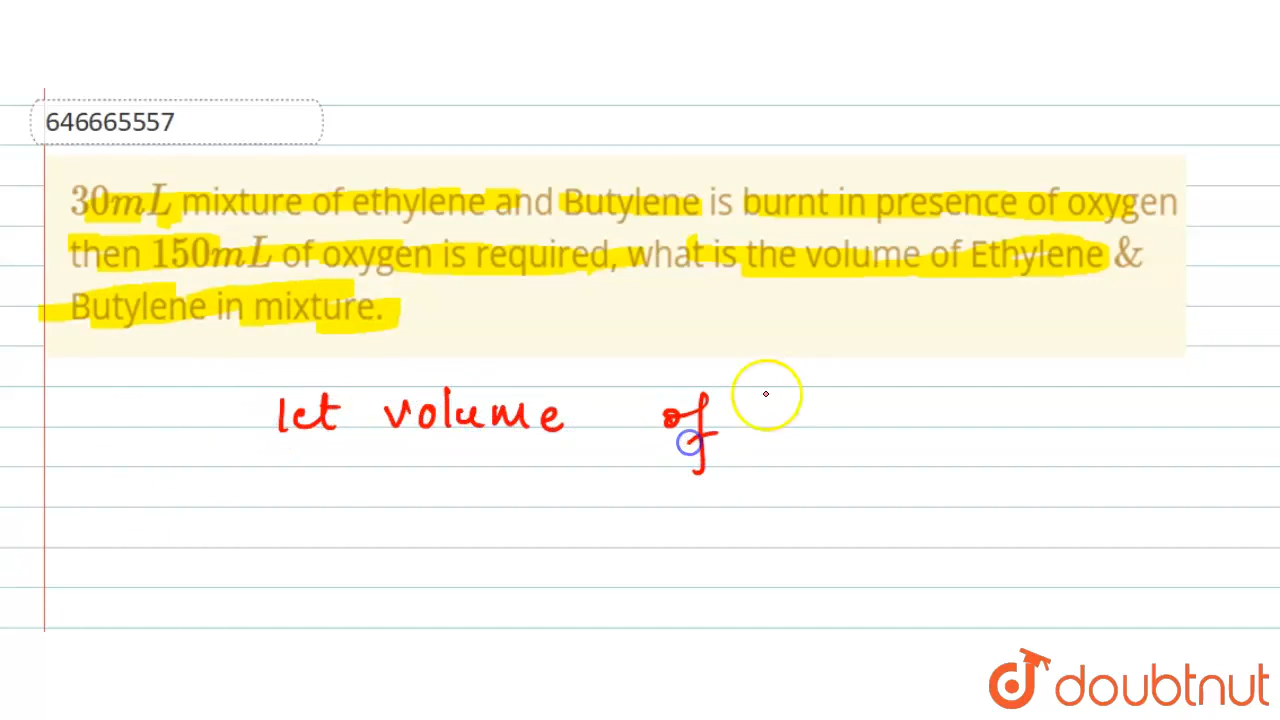 646665557
30mL mixture of ethylene and Butylene is burnt in presence of oxygen
then 150mL of oxygen is required, what is the volume of Ethylene &
Butylene in mixture.
let volume of
doubtnut